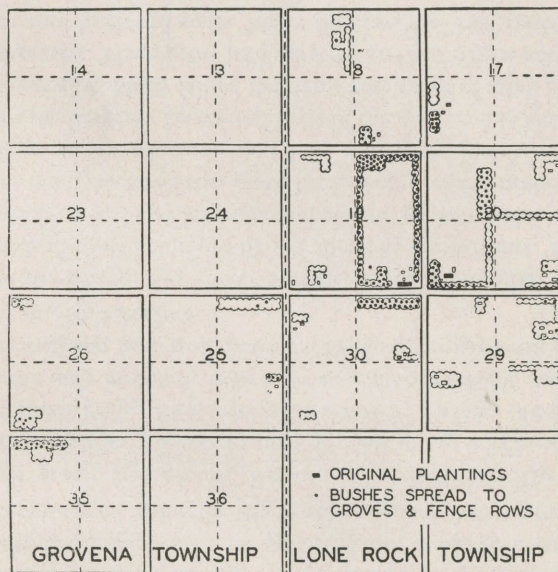 14 13 18 17
23 24 19 20
26 25 30 29
35 36
ORIGINAL PLANTINGS
BUSHES SPREAD TO
GROVES & FENCE ROWS
GROVENA TOWNSHIP LONE ROCK TOWNSHIP